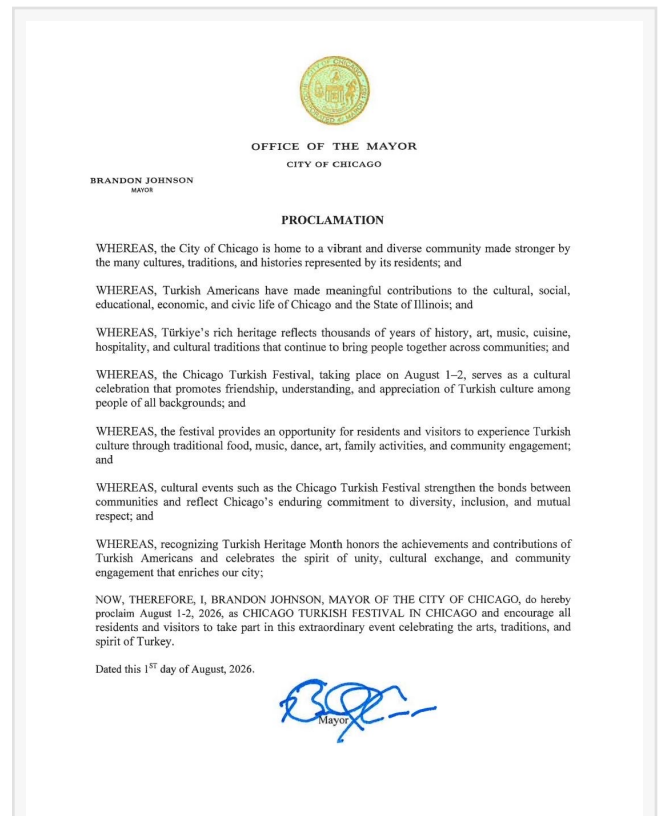 OFFICE OF THE MAYOR
CITY OF CHICAGO
BRANDON JOHNSON
MAYOR
PROCLAMATION
WHEREAS, the City of Chicago is home to a vibrant and diverse community made stronger by
the many cultures, traditions, and histories represented by its residents; and
WHEREAS, Turkish Americans have made meaningful contributions to the cultural, social,
educational, economic, and civic life of Chicago and the State of Illinois; and
WHEREAS, Türkiye's rich heritage reflects thousands of years of history, art, music, cuisine,
hospitality, and cultural traditions that continue to bring people together across communities; and
WHEREAS, the Chicago Turkish Festival, taking place on August 1–2, serves as a cultural
celebration that promotes friendship, understanding, and appreciation of Turkish culture among
people of all backgrounds; and
WHEREAS, the festival provides an opportunity for residents and visitors to experience Turkish
culture through traditional food, music, dance, art, family activities, and community engagement;
and
WHEREAS, cultural events such as the Chicago Turkish Festival strengthen the bonds between
communities and reflect Chicago's enduring commitment to diversity, inclusion, and mutual
respect; and
WHEREAS, recognizing Turkish Heritage Month honors the achievements and contributions of
Turkish Americans and celebrates the spirit of unity, cultural exchange, and community
engagement that enriches our city;
NOW, THEREFORE, I, BRANDON JOHNSON, MAYOR OF THE CITY OF CHICAGO, do hereby
proclaim August 1-2, 2026, as CHICAGO TURKISH FESTIVAL IN CHICAGO and encourage all
residents and visitors to take part in this extraordinary event celebrating the arts, traditions, and
spirit of Turkey.
Dated this 1ST day of August, 2026.
Mayor